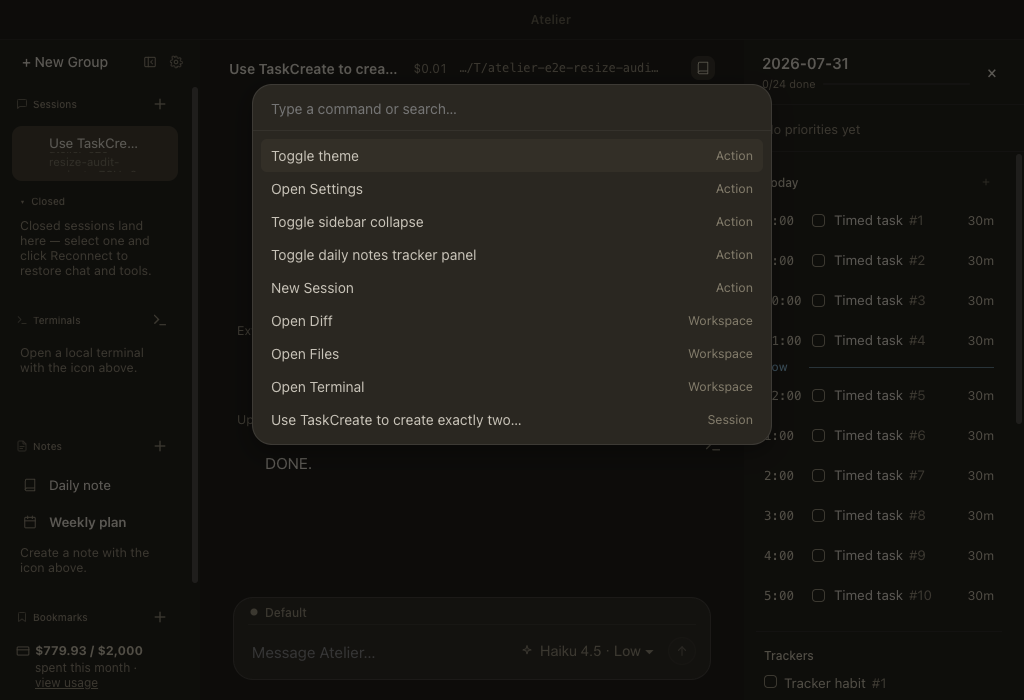 Atelier
+ New Group
Sessions
Use TaskCre...
resize-audit-
Closed
Closed sessions land
here — select one and
click Reconnect to
restore chat and tools.
Terminals
Open a local terminal
with the icon above.
Notes
Daily note
Weekly plan
Create a note with the
icon above.
Bookmarks
$779.93 / $2,000
spent this month ·
view usage
Use TaskCreate to crea... $0.01 …/T/atelier-e2e-resize-audi…
Type a command or search...
Toggle theme Action
Open Settings Action
Toggle sidebar collapse Action
Toggle daily notes tracker panel Action
New Session Action
Open Diff Workspace
Open Files Workspace
Open Terminal Workspace
Use TaskCreate to create exactly two... Session
DONE.
Default
Message Atelier...
Haiku 4.5 · Low
2026-07-31
0/24 done
priorities yet
Timed task #1 30m
Timed task #2 30m
Timed task #3 30m
Timed task #4 30m
Timed task #5 30m
Timed task #6 30m
2:00 Timed task #7 30m
3:00 Timed task #8 30m
4:00 Timed task #9 30m
5:00 Timed task #10 30m
Trackers
Tracker habit #1